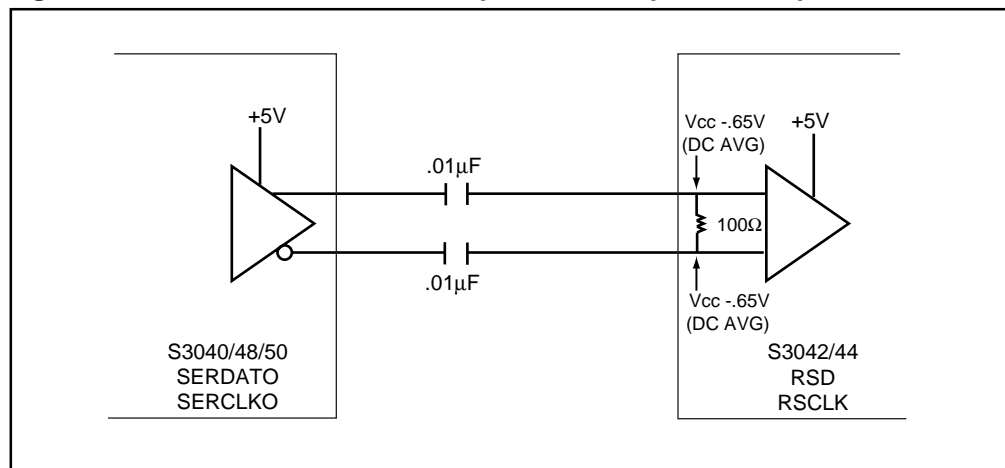 +5V
.01µF
.01µF
S3040/48/50
SERDATO
SERCLKO
Vcc -.65V
(DC AVG)
+5V
100Ω
Vcc -.65V
(DC AVG)
S3042/44
RSD
RSCLK